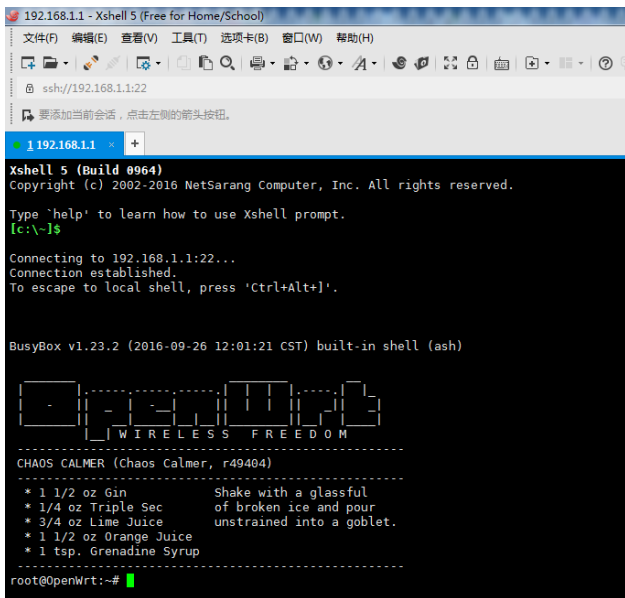 192.168.1.1 - Xshell 5 (Free for Home/School)
文件(F) 编辑(E) 查看(V) 工具(T) 选项卡(B) 窗口(W) 帮助(H)
ssh://192.168.1.1:22
要添加当前会话，点击左侧的箭头按钮。
1 192.168.1.1 × +
Xshell 5 (Build 0964)
Copyright (c) 2002-2016 NetSarang Computer, Inc. All rights reserved.
Type `help' to learn how to use Xshell prompt.
[c:\~]$
Connecting to 192.168.1.1:22...
Connection established.
To escape to local shell, press 'Ctrl+Alt+]'.
BusyBox v1.23.2 (2016-09-26 12:01:21 CST) built-in shell (ash)
OpenWrt
W I R E L E S S   F R E E D O M
-----------------------------------------------------
CHAOS CALMER (Chaos Calmer, r49404)
-----------------------------------------------------
* 1 1/2 oz Gin Shake with a glassful
* 1/4 oz Triple Sec of broken ice and pour
* 3/4 oz Lime Juice unstrained into a goblet.
* 1 1/2 oz Orange Juice
* 1 tsp. Grenadine Syrup
-----------------------------------------------------
root@OpenWrt:~#